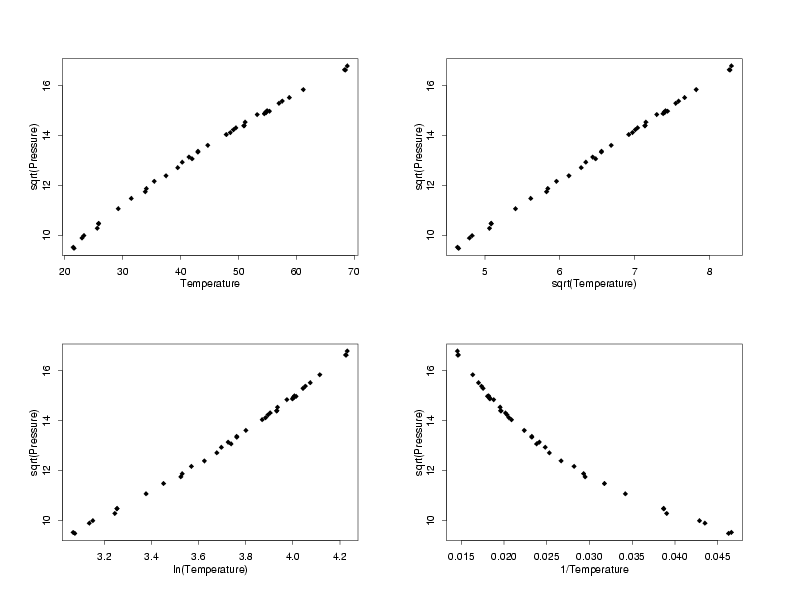 sqrt(Pressure)
16
14
12
10
20 30 40 50 60 70
Temperature
sqrt(Pressure)
16
14
12
10
5 6 7 8
sqrt(Temperature)
sqrt(Pressure)
16
14
12
10
3.2 3.4 3.6 3.8 4.0 4.2
ln(Temperature)
sqrt(Pressure)
16
14
12
10
0.015 0.020 0.025 0.030 0.035 0.040 0.045
1/Temperature